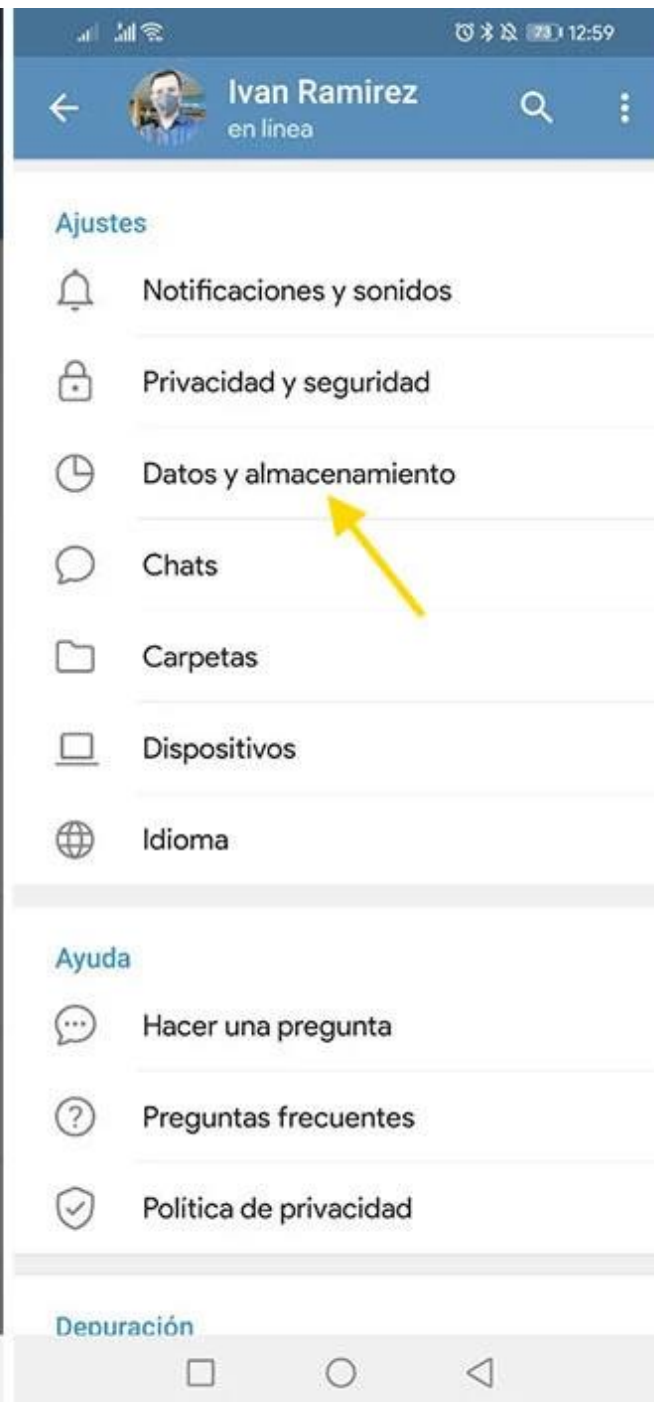 73 12:59
Ivan Ramirez
en línea
Ajustes
Notificaciones y sonidos
Privacidad y seguridad
Datos y almacenamiento
Chats
Carpetas
Dispositivos
Idioma
Ayuda
Hacer una pregunta
Preguntas frecuentes
Política de privacidad
Depuración